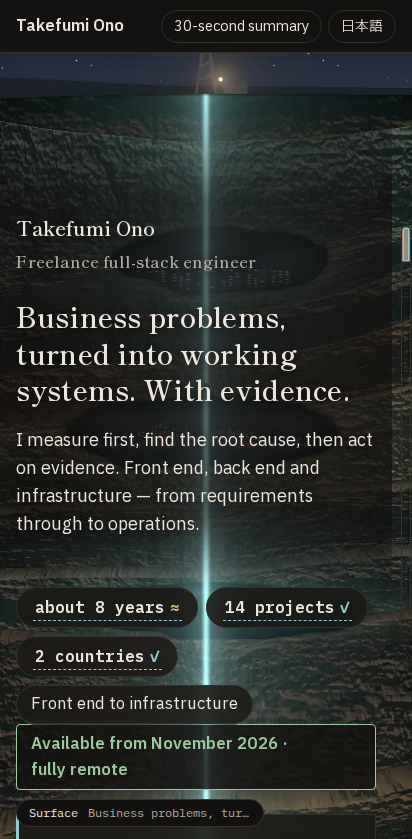 Takefumi Ono
30-second summary
日本語
Takefumi Ono
Freelance full-stack engineer
Business problems,
turned into working
systems. With evidence.
I measure first, find the root cause, then act
on evidence. Front end, back end and
infrastructure — from requirements
through to operations.
about 8 years ≈
14 projects ✓
2 countries ✓
Front end to infrastructure
Available from November 2026 ·
fully remote
Surface Business problems, tur…